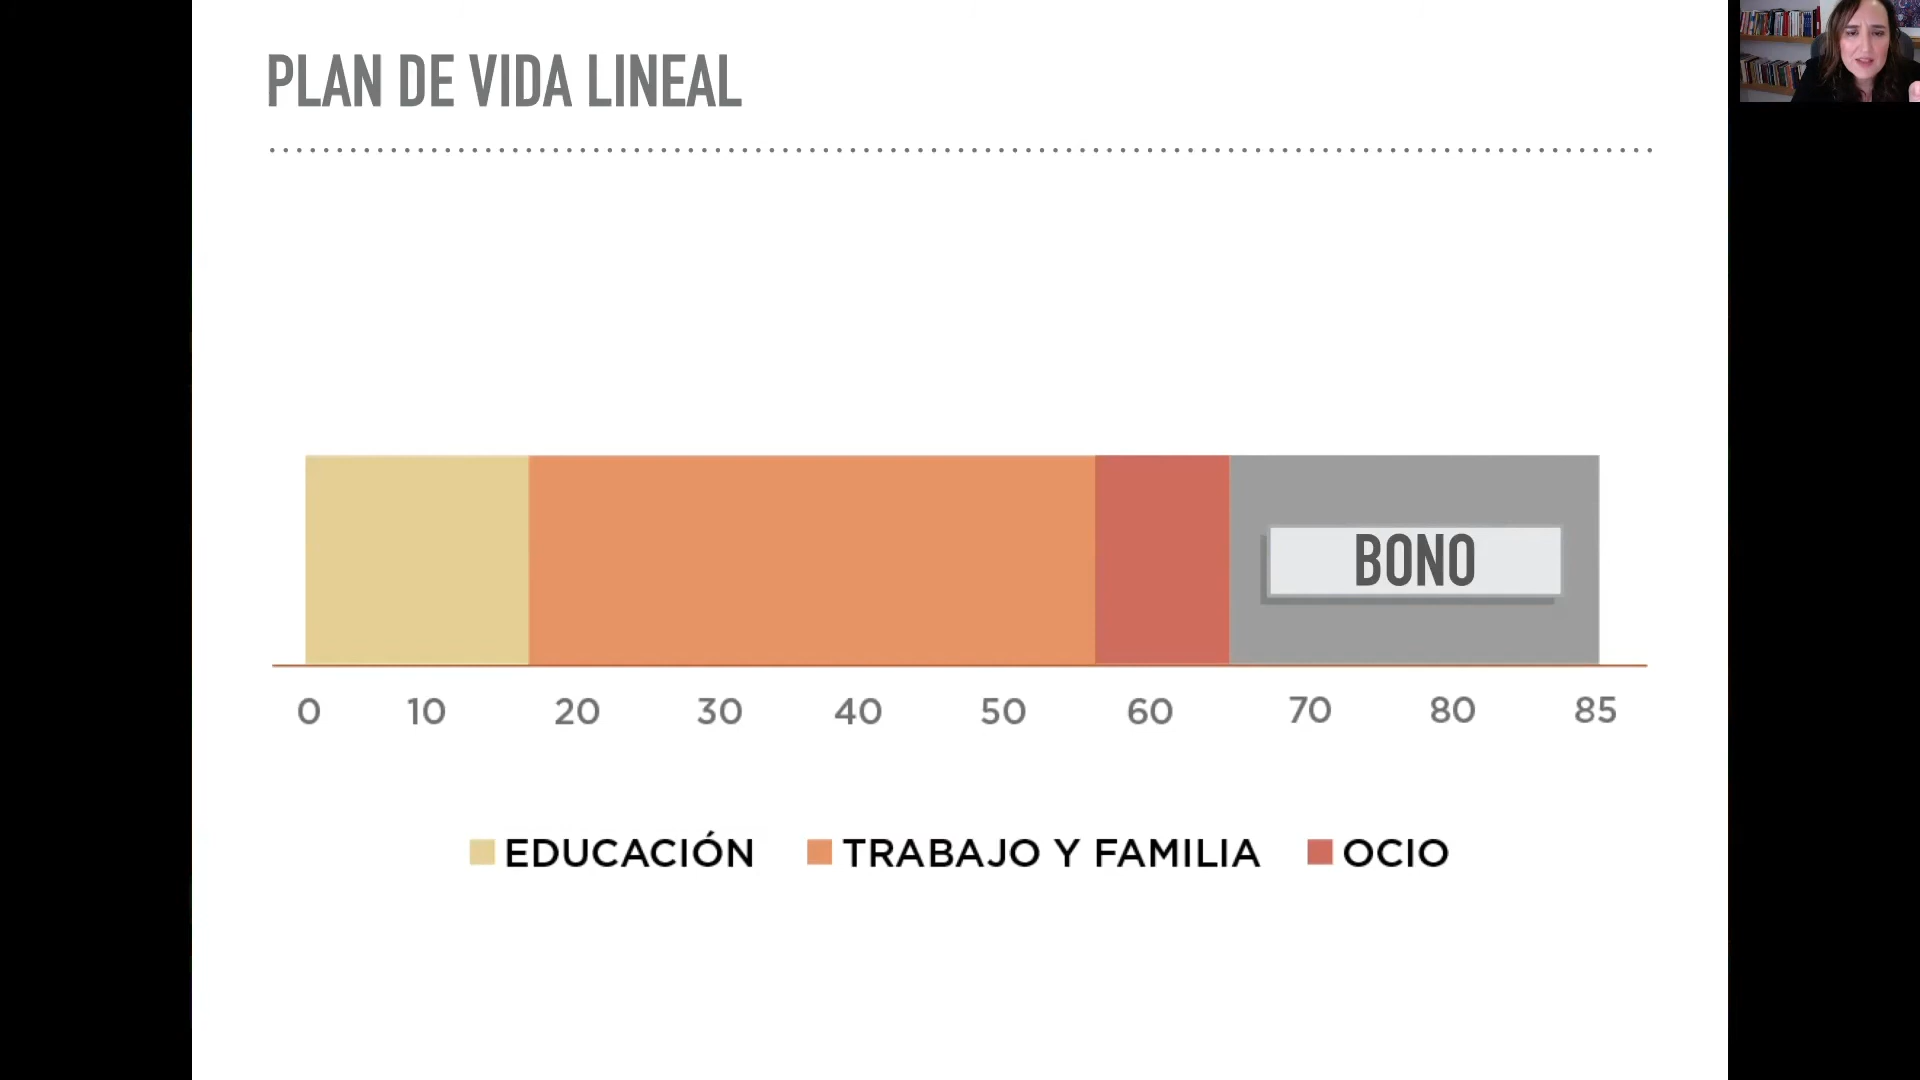 PLAN DE VIDA LINEAL
BONO
0 10 20 30 40 50 60 70 80 85
EDUCACIÓN TRABAJO Y FAMILIA OCIO